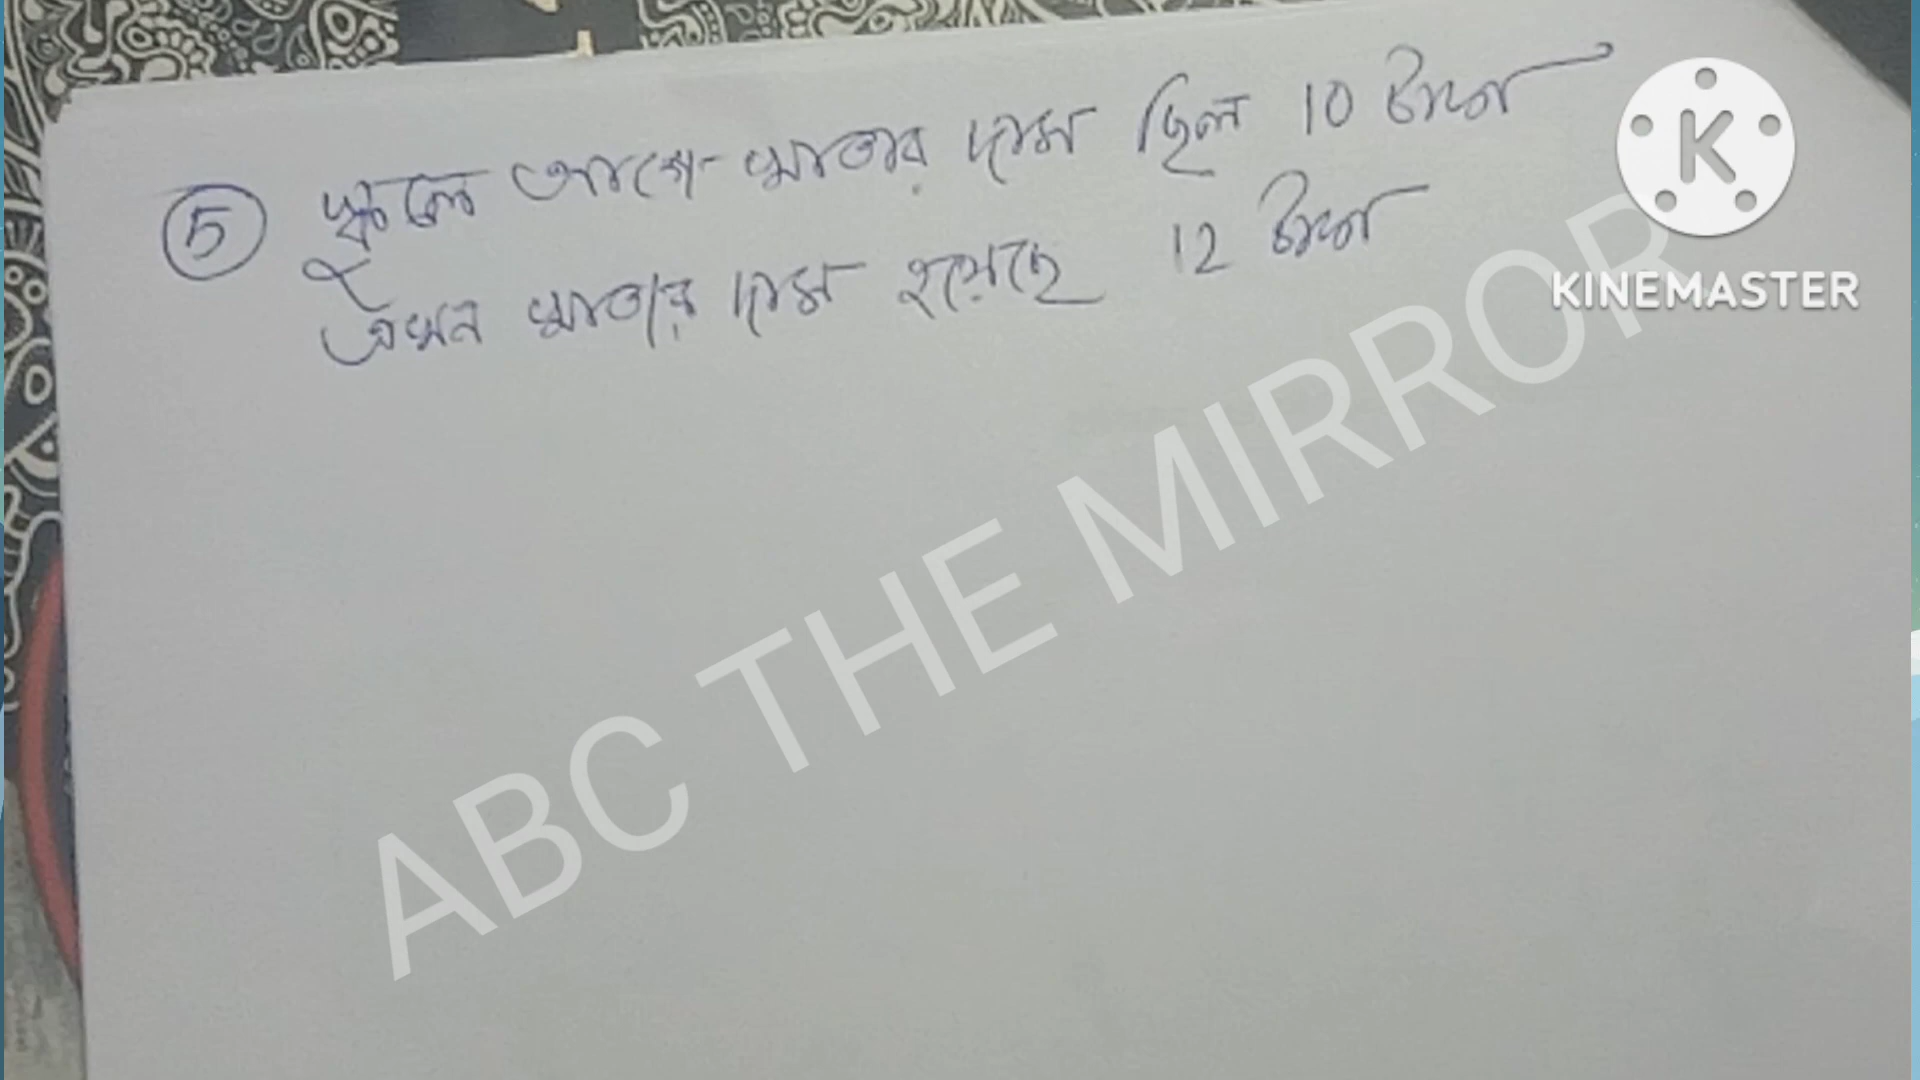 ⑤ স্কুলে আগে খাতার দাম ছিল 10 টাকা
এখন খাতার দাম হয়েছে 12 টাকা
K
KINEMASTER
ABC THE MIRROR